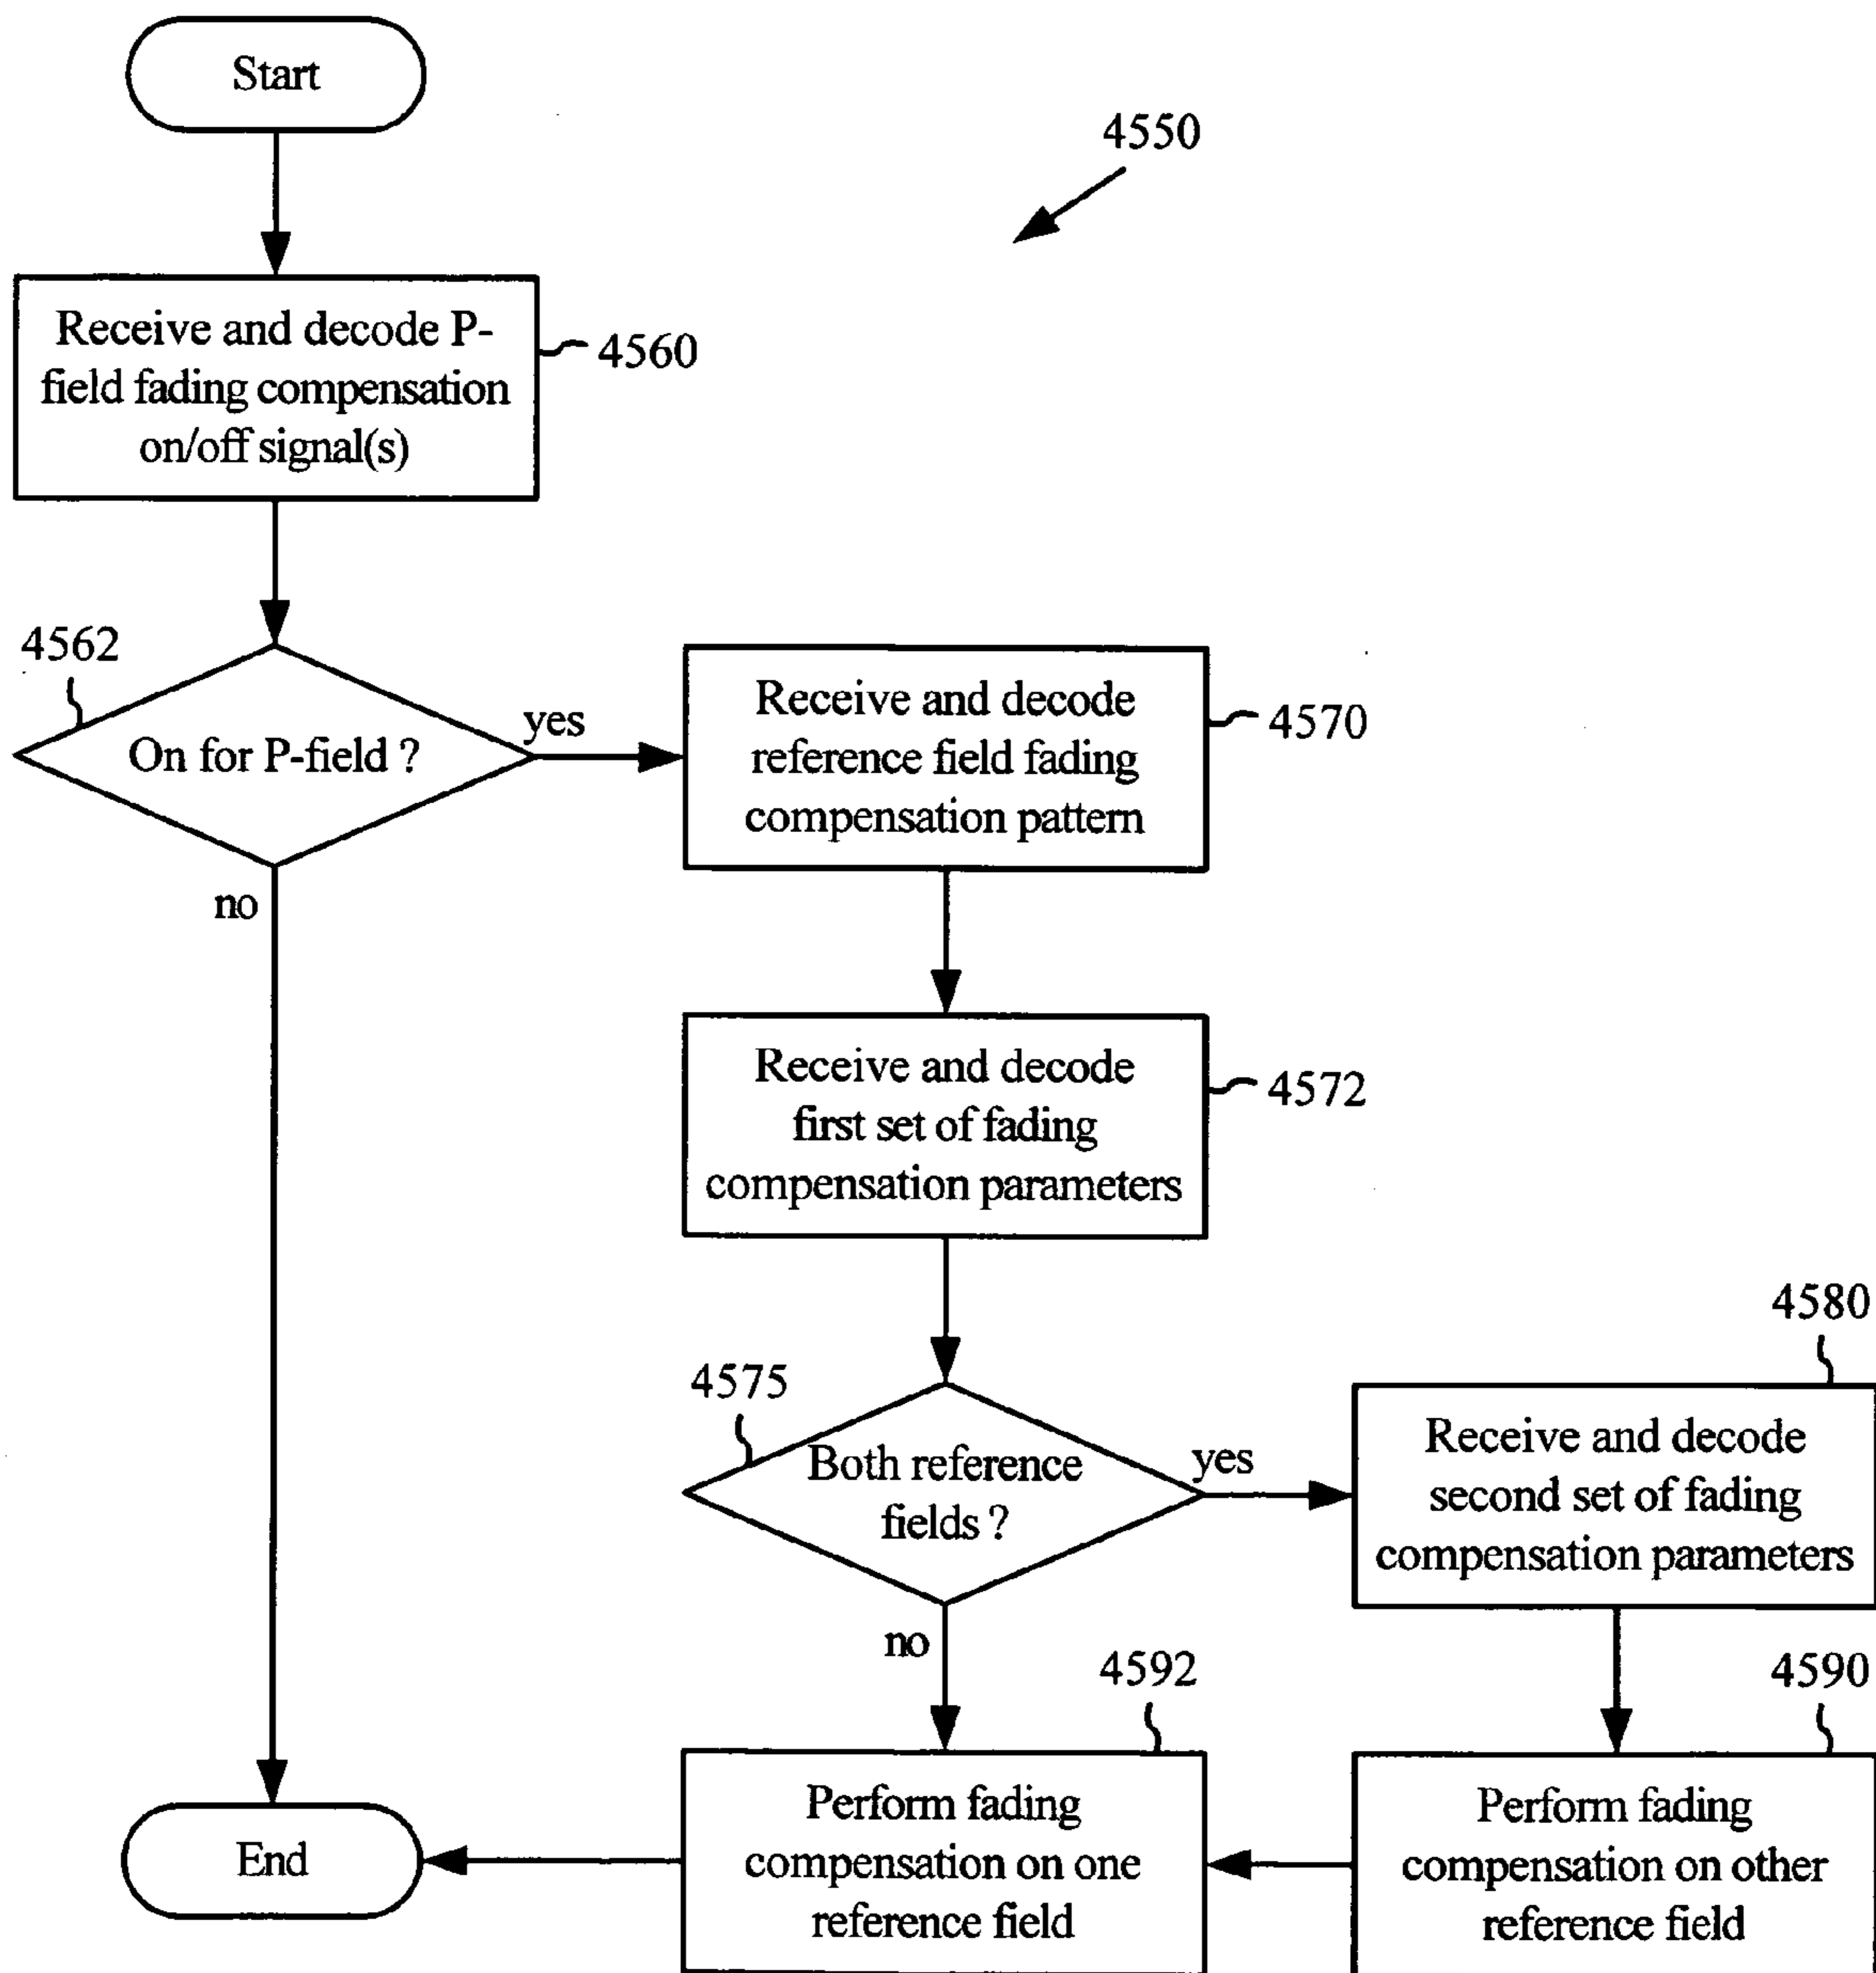 Start
4550
Receive and decode P-
field fading compensation
on/off signal(s)
4560
4562
On for P-field ?
yes
no
Receive and decode
reference field fading
compensation pattern
4570
Receive and decode
first set of fading
compensation parameters
4572
4575
Both reference
fields ?
yes
no
4580
Receive and decode
second set of fading
compensation parameters
4590
Perform fading
compensation on other
reference field
4592
Perform fading
compensation on one
reference field
End